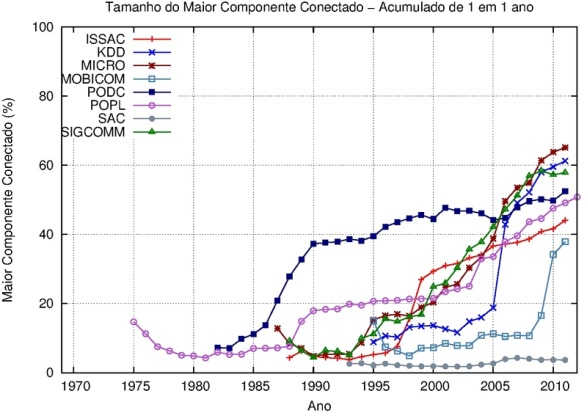 Tamanho do Maior Componente Conectado – Acumulado de 1 em 1 ano
100
80
60
40
20
0
Maior Componente Conectado (%)
ISSAC
KDD
MICRO
MOBICOM
PODC
POPL
SAC
SIGCOMM
1970 1975 1980 1985 1990 1995 2000 2005 2010
Ano